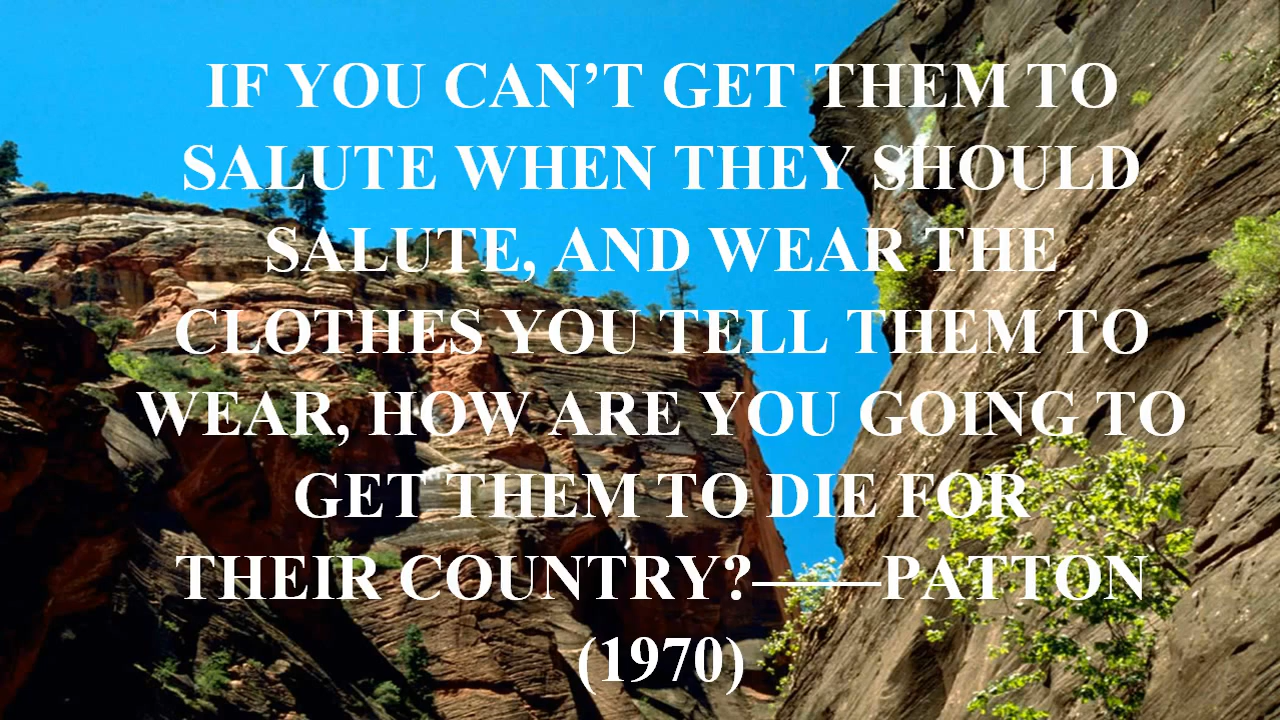 IF YOU CAN’T GET THEM TO
SALUTE WHEN THEY SHOULD
SALUTE, AND WEAR THE
CLOTHES YOU TELL THEM TO
WEAR, HOW ARE YOU GOING TO
GET THEM TO DIE FOR
THEIR COUNTRY?——PATTON
(1970)